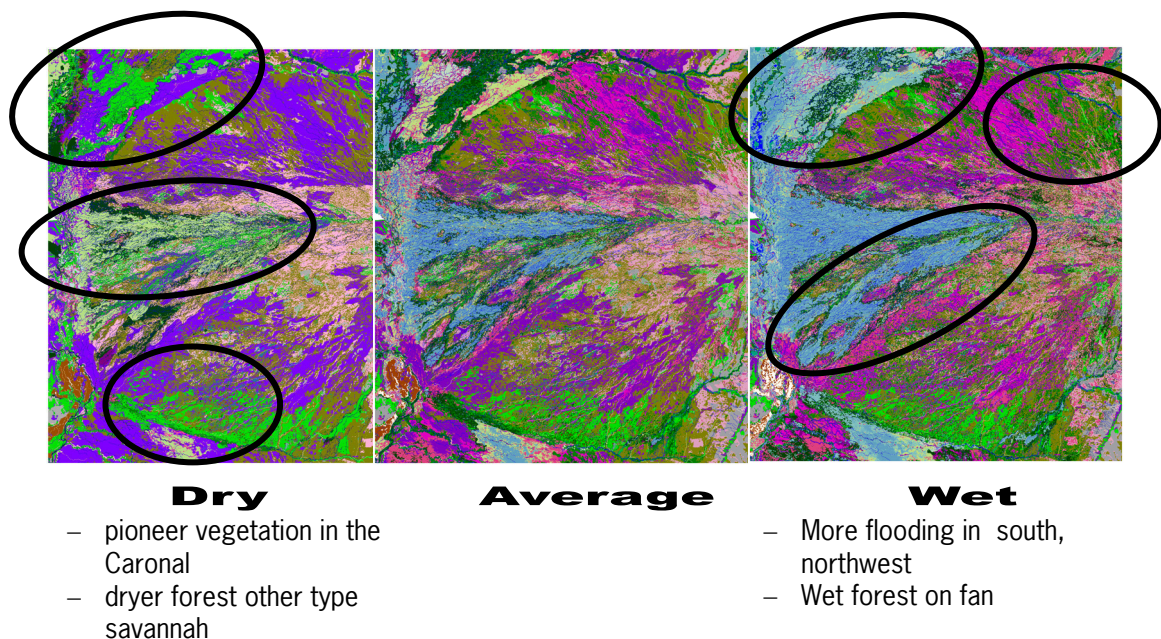 Dry
Average
Wet
– pioneer vegetation in the
Caronal
– dryer forest other type
savannah
– More flooding in south,
northwest
– Wet forest on fan